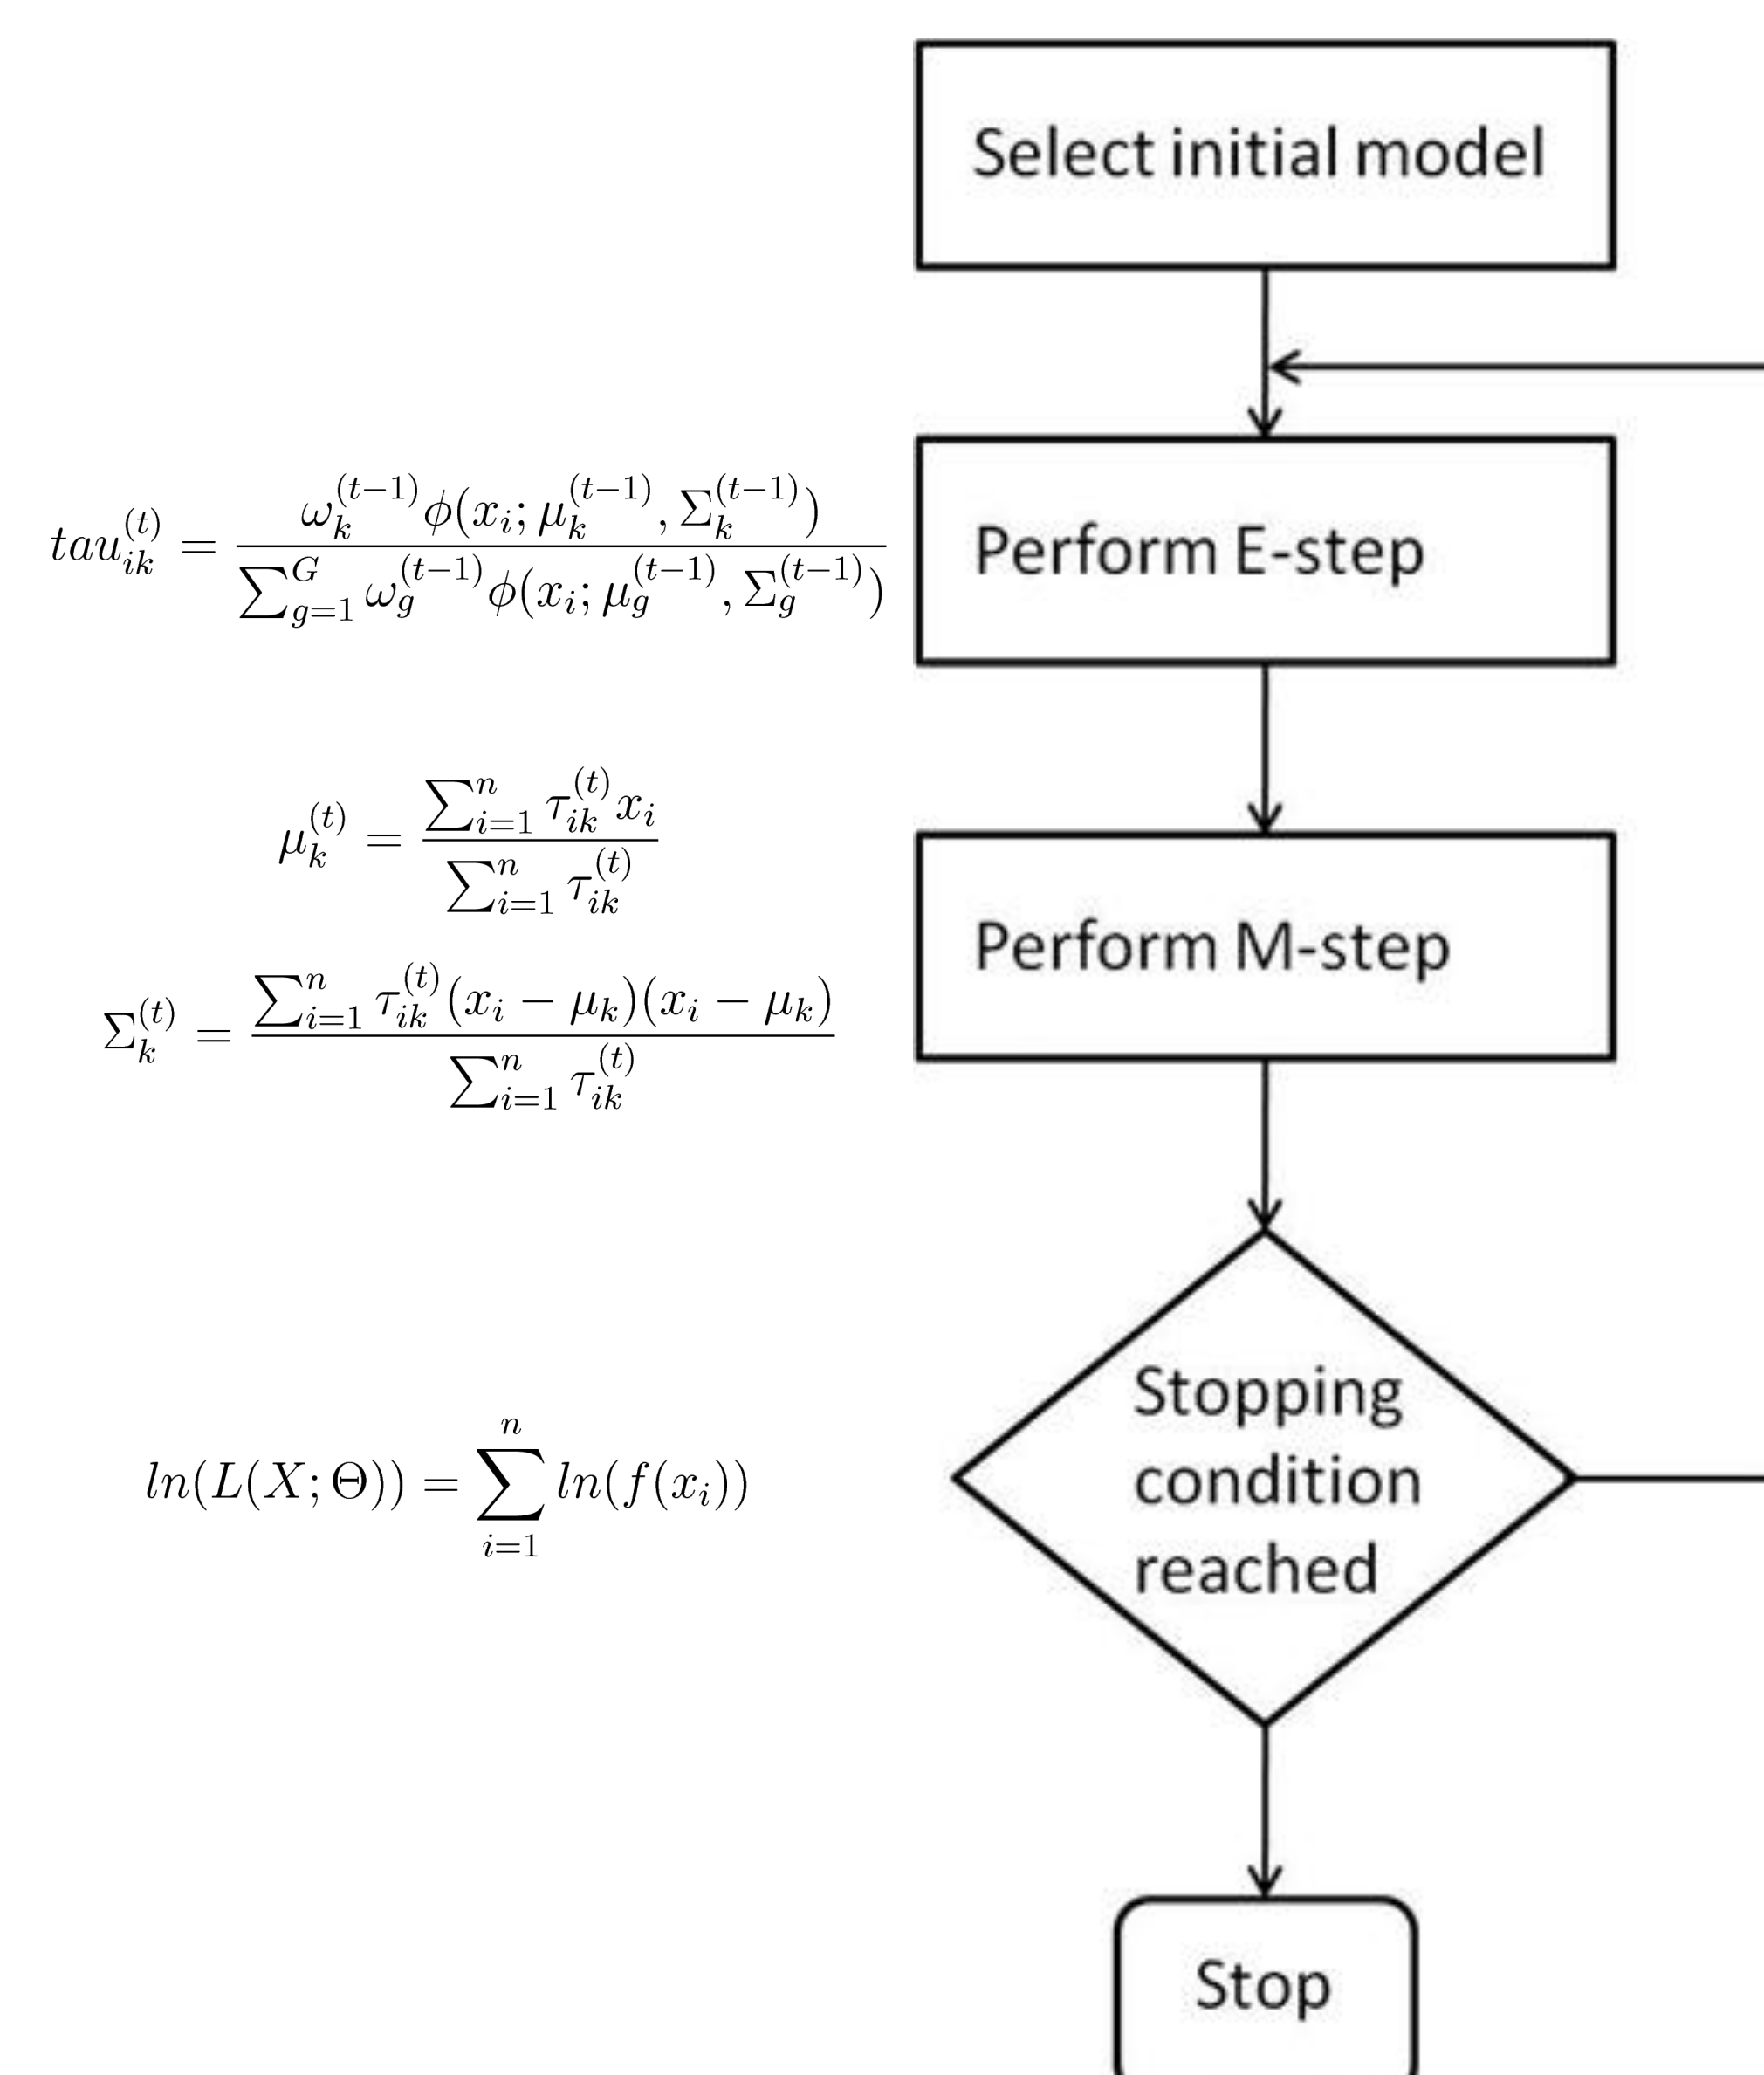 Select initial model
$tau_{ik}^{(t)} = \frac{\omega_k^{(t-1)} \phi(x_i; \mu_k^{(t-1)}, \Sigma_k^{(t-1)})}{\sum_{g=1}^{G} \omega_g^{(t-1)} \phi(x_i; \mu_g^{(t-1)}, \Sigma_g^{(t-1)})}$
Perform E-step
$\mu_k^{(t)} = \frac{\sum_{i=1}^{n} \tau_{ik}^{(t)} x_i}{\sum_{i=1}^{n} \tau_{ik}^{(t)}}$
Perform M-step
$\Sigma_k^{(t)} = \frac{\sum_{i=1}^{n} \tau_{ik}^{(t)} (x_i - \mu_k)(x_i - \mu_k)}{\sum_{i=1}^{n} \tau_{ik}^{(t)}}$
$ln(L(X; \Theta)) = \sum_{i=1}^{n} ln(f(x_i))$
Stopping
condition
reached
Stop